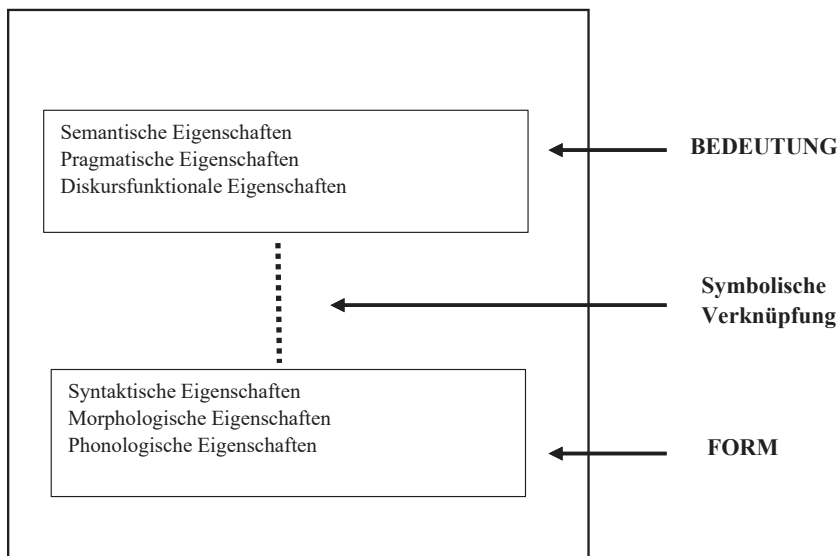 Semantische Eigenschaften
Pragmatische Eigenschaften
Diskursfunktionale Eigenschaften
BEDEUTUNG
Symbolische
Verknüpfung
Syntaktische Eigenschaften
Morphologische Eigenschaften
Phonologische Eigenschaften
FORM